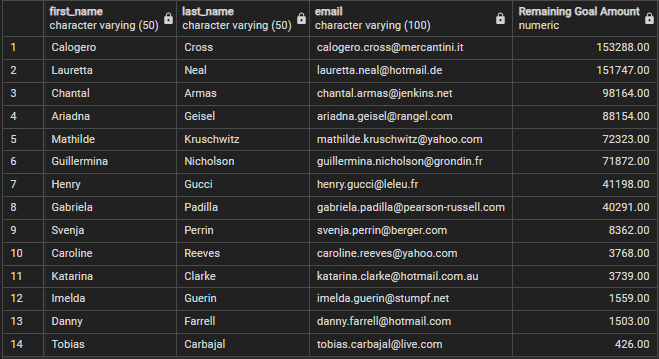 first_name last_name email Remaining Goal Amount
character varying (50) character varying (50) character varying (100) numeric
1 Calogero Cross calogero.cross@mercantini.it 153288.00
2 Lauretta Neal lauretta.neal@hotmail.de 151747.00
3 Chantal Armas chantal.armas@jenkins.net 98164.00
4 Ariadna Geisel ariadna.geisel@rangel.com 88154.00
5 Mathilde Kruschwitz mathilde.kruschwitz@yahoo.com 72323.00
6 Guillermina Nicholson guillermina.nicholson@grondin.fr 71872.00
7 Henry Gucci henry.gucci@leleu.fr 41198.00
8 Gabriela Padilla gabriela.padilla@pearson-russell.com 40291.00
9 Svenja Perrin svenja.perrin@berger.com 8362.00
10 Caroline Reeves caroline.reeves@yahoo.com 3768.00
11 Katarina Clarke katarina.clarke@hotmail.com.au 3739.00
12 Imelda Guerin imelda.guerin@stumpf.net 1559.00
13 Danny Farrell danny.farrell@hotmail.com 1503.00
14 Tobias Carbajal tobias.carbajal@live.com 426.00